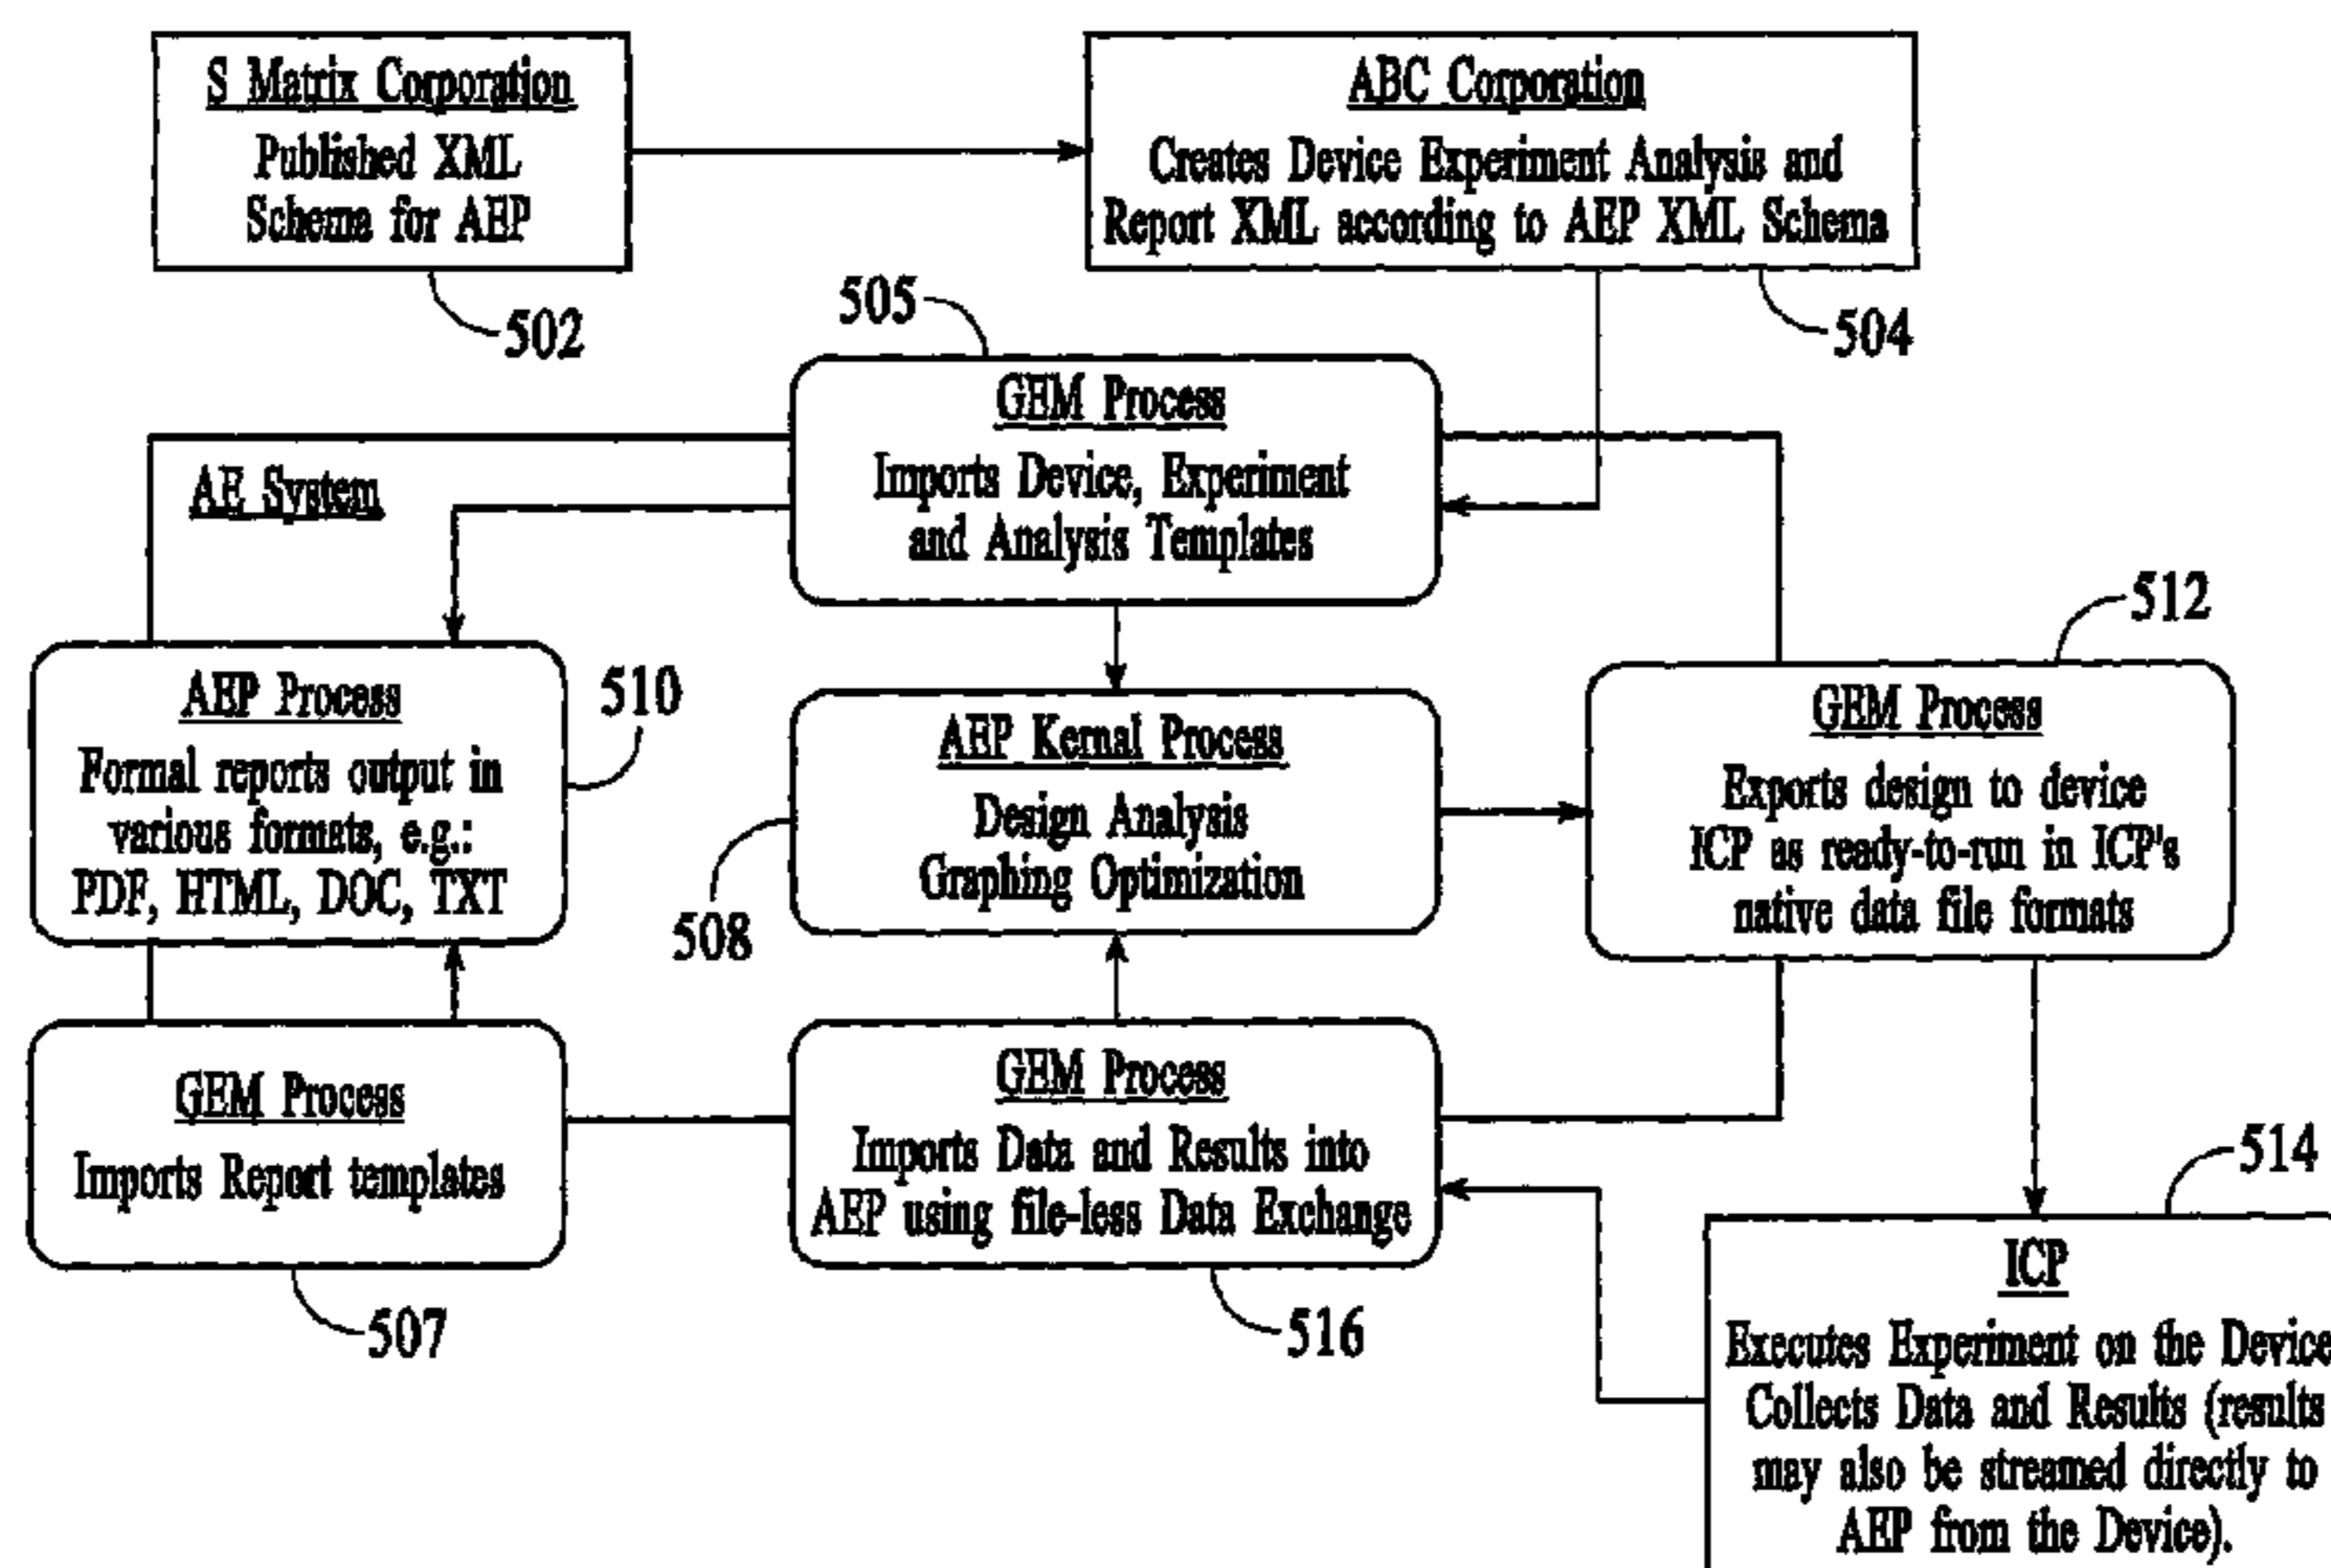 S Matrix Corporation
Published XML
Schema for AEP
502
ABC Corporation
Creates Device Experiment Analysis and
Report XML according to AEP XML Schema
504
505
GEM Process
Imports Device, Experiment
and Analysis Templates
AE System
AEP Process
Formal reports output in
various formats, e.g.:
PDF, HTML, DOC, TXT
510
AEP Kernal Process
Design Analysis
Graphing Optimization
508
512
GEM Process
Exports design to device
ICP as ready-to-run in ICP's
native data file formats
GEM Process
Imports Report templates
507
GEM Process
Imports Data and Results into
AEP using file-less Data Exchange
516
514
ICP
Executes Experiment on the Device
Collects Data and Results (results
may also be streamed directly to
AEP from the Device).